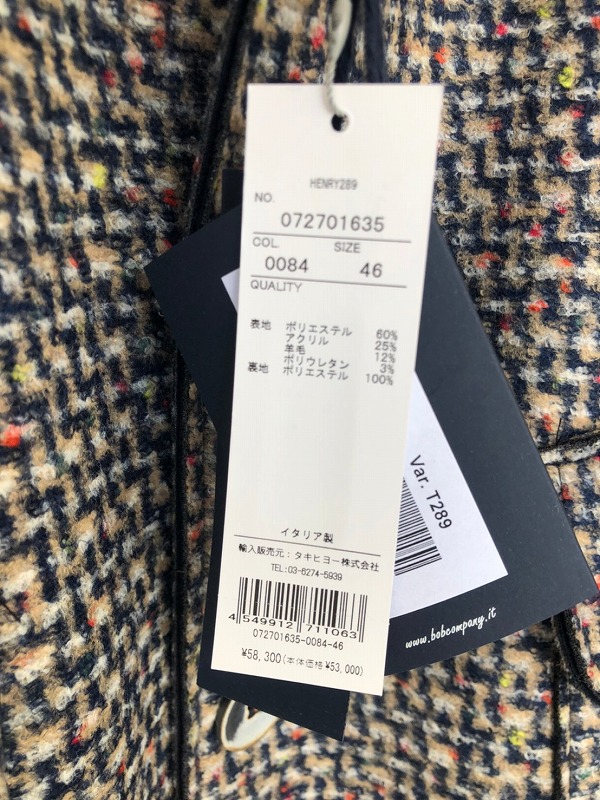 HENRY289
NO.
072701635
COL. SIZE
0084 46
QUALITY
表地 ポリエステル 60%
アクリル 25%
羊毛 12%
ポリウレタン 3%
裏地 ポリエステル 100%
イタリア製
輸入販売元：タキヒヨー株式会社
TEL:03-6274-5939
4 549912 711063
072701635-0084-46
¥58,300(本体価格¥53,000)
Var. T289
www.bobcompany.it